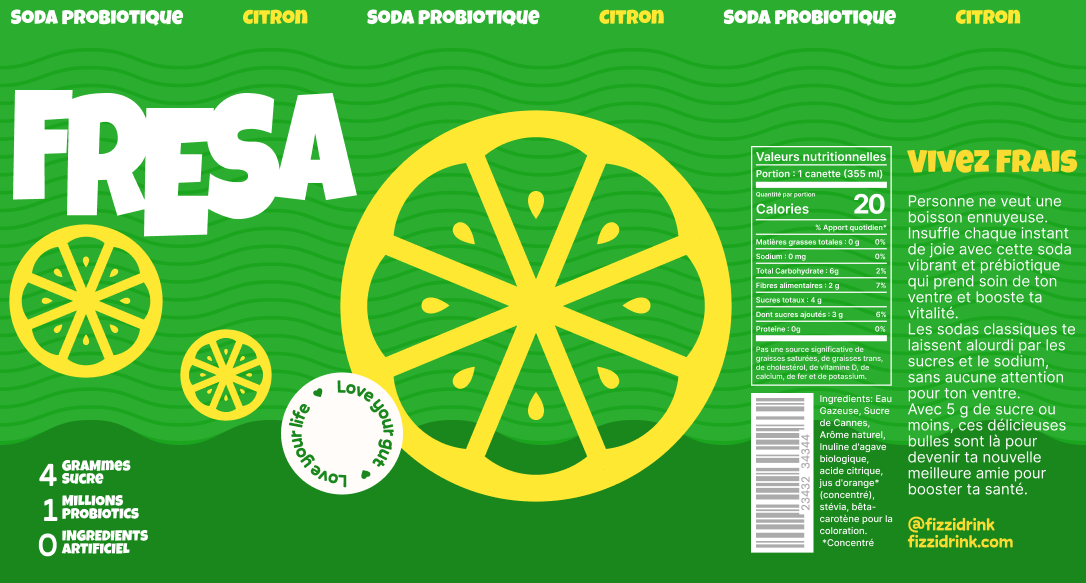 SODA PROBIOTIQUE CITRON SODA PROBIOTIQUE CITRON SODA PROBIOTIQUE CITRON
FRESA
4 GRAMMES
SUCRE
1 MILLIONS
PROBIOTICS
0 INGREDIENTS
ARTIFICIEL
Love your gut
Love your life
Valeurs nutritionnelles
Portion : 1 canette (355 ml)
Quantité par portion
Calories 20
% Apport quotidien*
Matières grasses totales : 0 g 0%
Sodium : 0 mg 0%
Total Carbohydrate : 6g 2%
Fibres alimentaires : 2 g 7%
Sucres totaux : 4 g
Dont sucres ajoutés : 3 g 6%
Protéine : 0g 0%
Pas une source significative de
graisses saturées, de graisses trans,
de cholestérol, de vitamine D, de
calcium, de fer et de potassium.
23432 34344
Ingredients: Eau
Gazeuse, Sucre
de Cannes,
Arôme naturel,
Inuline d'agave
biologique,
acide citrique,
jus d'orange*
(concentré),
stévia, bêta-
carotène pour la
coloration.
*Concentré
VIVEZ FRAIS
Personne ne veut une
boisson ennuyeuse.
Insuffle chaque instant
de joie avec cette soda
vibrant et prébiotique
qui prend soin de ton
ventre et booste ta
vitalité.
Les sodas classiques te
laissent alourdi par les
sucres et le sodium,
sans aucune attention
pour ton ventre.
Avec 5 g de sucre ou
moins, ces délicieuses
bulles sont là pour
devenir ta nouvelle
meilleure amie pour
booster ta santé.
@fizzidrink
fizzidrink.com